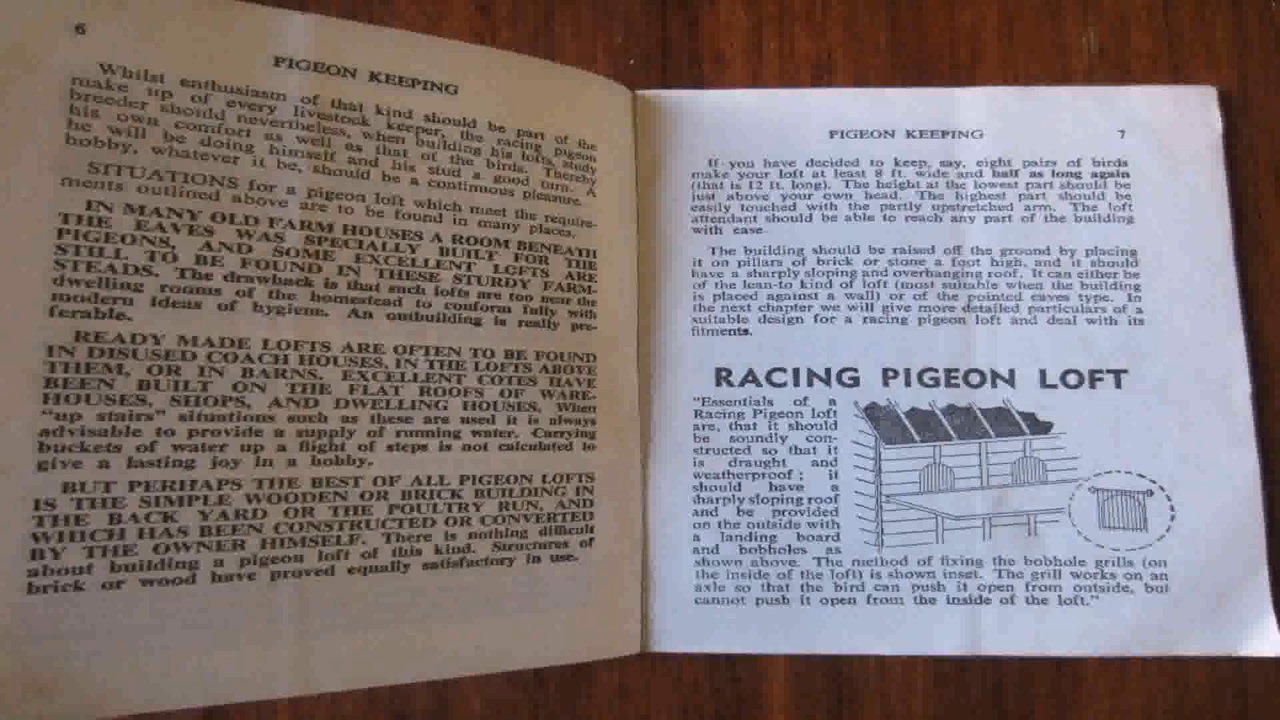 6
PIGEON KEEPING
Whilst enthusiasm of that kind should be part of the
make up of every livestock keeper, the racing pigeon
breeder should nevertheless, when building his lofts, study
his own comfort as well as that of the birds. Thereby
he will be doing himself and his stud a good turn. A
hobby, whatever it be, should be a continuous pleasure.
SITUATIONS for a pigeon loft which meet the require-
ments outlined above are to be found in many places.
IN MANY OLD FARM HOUSES A ROOM BENEATH
THE EAVES WAS SPECIALLY BUILT FOR THE
PIGEONS, AND SOME EXCELLENT LOFTS ARE
STILL TO BE FOUND IN THESE STURDY FARM-
STEADS. The drawback is that such lofts are too near the
dwelling rooms of the homestead to conform fully with
modern ideas of hygiene. An outbuilding is really pre-
ferable.
READY MADE LOFTS ARE OFTEN TO BE FOUND
IN DISUSED COACH HOUSES, IN THE LOFTS ABOVE
THEM, OR IN BARNS. EXCELLENT COTES HAVE
BEEN BUILT ON THE FLAT ROOFS OF WARE-
HOUSES, SHOPS, AND DWELLING HOUSES. When
"up stairs" situations such as these are used it is always
advisable to provide a supply of running water. Carrying
buckets of water up a flight of steps is not calculated to
give a lasting joy in a hobby.
BUT PERHAPS THE BEST OF ALL PIGEON LOFTS
IS THE SIMPLE WOODEN OR BRICK BUILDING IN
THE BACK YARD OR THE POULTRY RUN, AND
WHICH HAS BEEN CONSTRUCTED OR CONVERTED
BY THE OWNER HIMSELF. There is nothing difficult
about building a pigeon loft of this kind. Structures of
brick or wood have proved equally satisfactory in use.
PIGEON KEEPING 7
If you have decided to keep, say, eight pairs of birds
make your loft at least 8 ft. wide and half as long again
(that is 12 ft. long). The height at the lowest part should be
just above your own head. The highest part should be
easily touched with the partly upstretched arm. The loft
attendant should be able to reach any part of the building
with ease.
The building should be raised off the ground by placing
it on pillars of brick or stone a foot high, and it should
have a sharply sloping and overhanging roof. It can either be
of the lean-to kind of loft (most suitable when the building
is placed against a wall) or of the pointed eaves type. In
the next chapter we will give more detailed particulars of a
suitable design for a racing pigeon loft and deal with its
fitments.
RACING PIGEON LOFT
"Essentials of a
Racing Pigeon loft
are, that it should
be soundly con-
structed so that it
is draught and
weatherproof; it
should have a
sharply sloping roof
and be provided
on the outside with
a landing board
and bobholes as
shown above. The method of fixing the bobhole grills (on
the inside of the loft) is shown inset. The grill works on an
axle so that the bird can push it open from outside, but
cannot push it open from the inside of the loft."